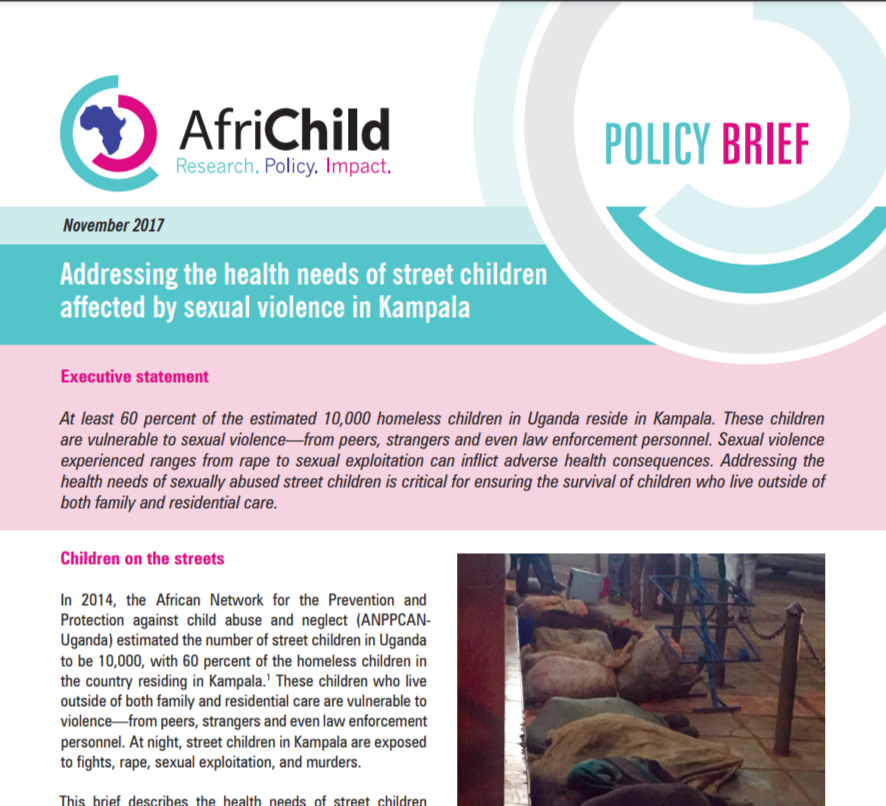 AfriChild
Research. Policy. Impact.
POLICY BRIEF
November 2017
Addressing the health needs of street children
affected by sexual violence in Kampala
Executive statement
At least 60 percent of the estimated 10,000 homeless children in Uganda reside in Kampala. These children
are vulnerable to sexual violence—from peers, strangers and even law enforcement personnel. Sexual violence
experienced ranges from rape to sexual exploitation can inflict adverse health consequences. Addressing the
health needs of sexually abused street children is critical for ensuring the survival of children who live outside of
both family and residential care.
Children on the streets
In 2014, the African Network for the Prevention and
Protection against child abuse and neglect (ANPPCAN-
Uganda) estimated the number of street children in Uganda
to be 10,000, with 60 percent of the homeless children in
the country residing in Kampala.¹ These children who live
outside of both family and residential care are vulnerable to
violence—from peers, strangers and even law enforcement
personnel. At night, street children in Kampala are exposed
to fights, rape, sexual exploitation, and murders.
This brief describes the health needs of street children